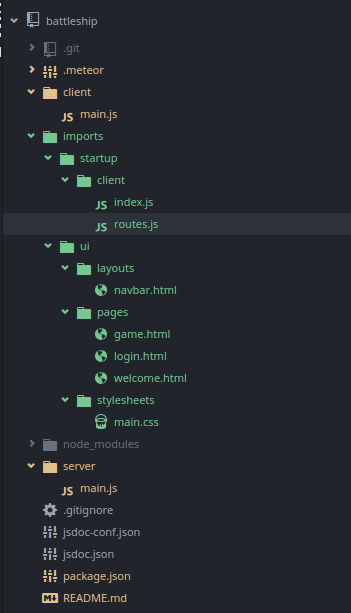 battleship
.git
.meteor
client
JS main.js
imports
startup
client
JS index.js
JS routes.js
ui
layouts
navbar.html
pages
game.html
login.html
welcome.html
stylesheets
main.css
node_modules
server
JS main.js
.gitignore
jsdoc-conf.json
jsdoc.json
package.json
README.md